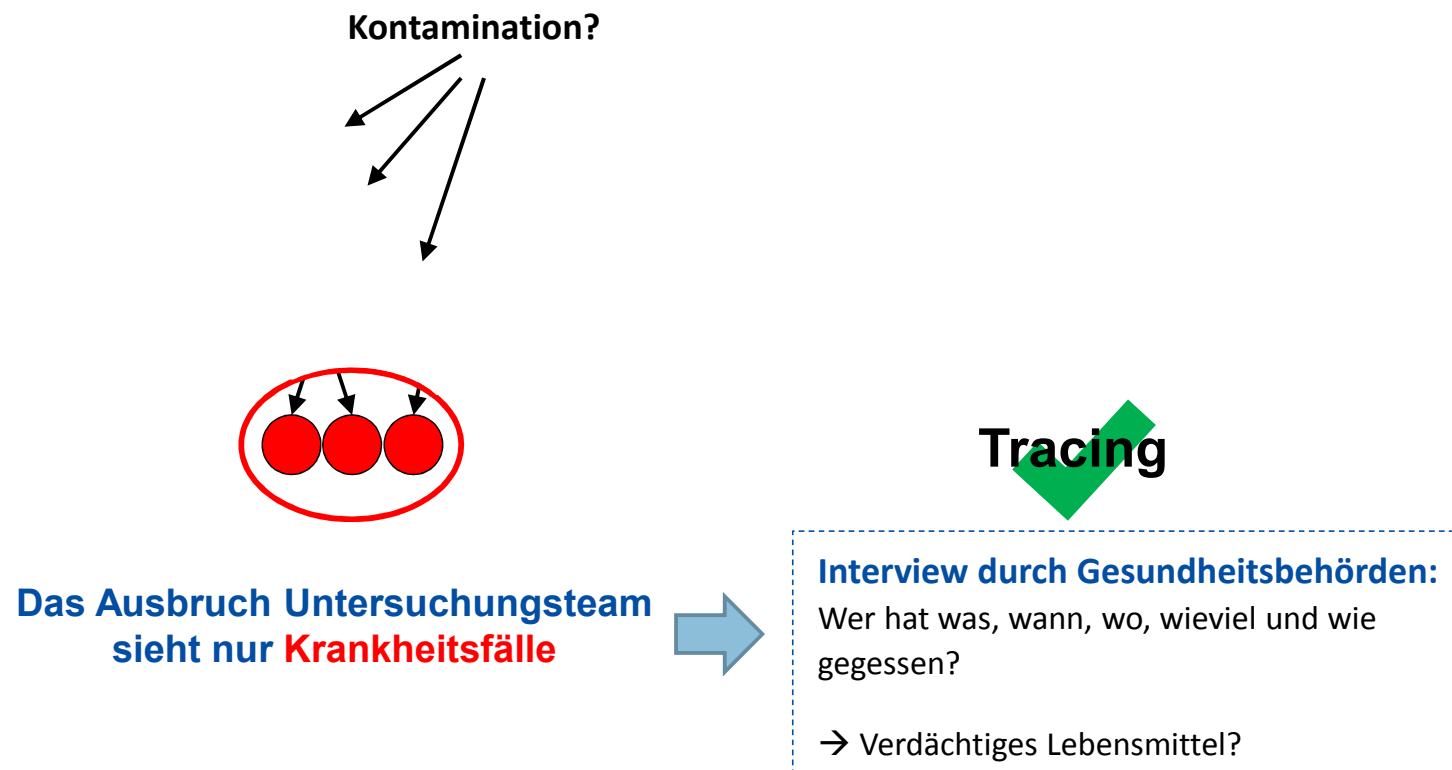 Kontamination?
Tracing
Das Ausbruch Untersuchungsteam
sieht nur Krankheitsfälle
Interview durch Gesundheitsbehörden:
Wer hat was, wann, wo, wieviel und wie
gegessen?
→ Verdächtiges Lebensmittel?